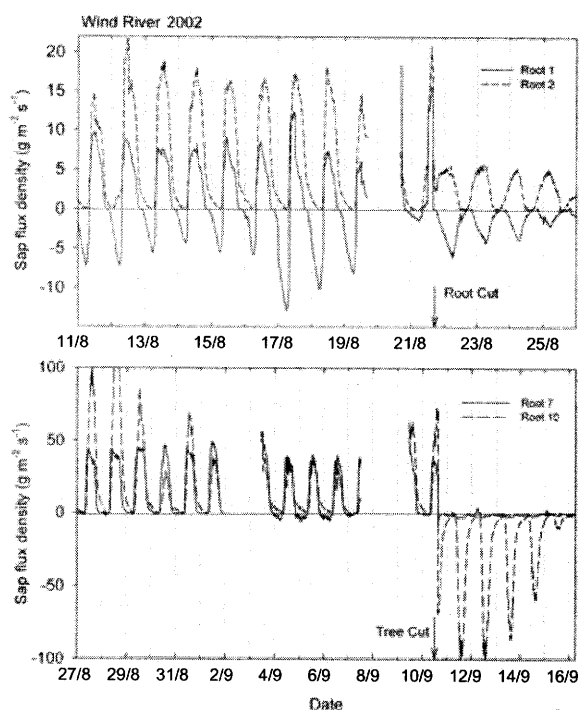 Wind River 2002
Sap flux density (g m⁻² s⁻¹)
20
15
10
5
0
-5
-10
Root 1
Root 2
Root Cut
11/8 13/8 15/8 17/8 19/8 21/8 23/8 25/8
Sap flux density (g m⁻² s⁻¹)
100
50
0
-50
-100
Root 7
Root 10
Tree Cut
27/8 29/8 31/8 2/9 4/9 6/9 8/9 10/9 12/9 14/9 16/9
Date